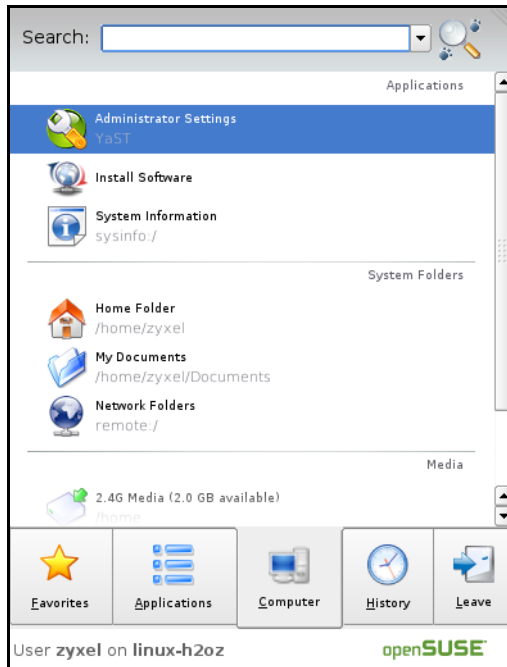 Search:
Applications
Administrator Settings
YaST
Install Software
System Information
sysinfo:/
System Folders
Home Folder
/home/zyxel
My Documents
/home/zyxel/Documents
Network Folders
remote:/
Media
2.4G Media (2.0 GB available)
/home
Favorites
Applications
Computer
History
Leave
User zyxel on linux-h2oz
openSUSE